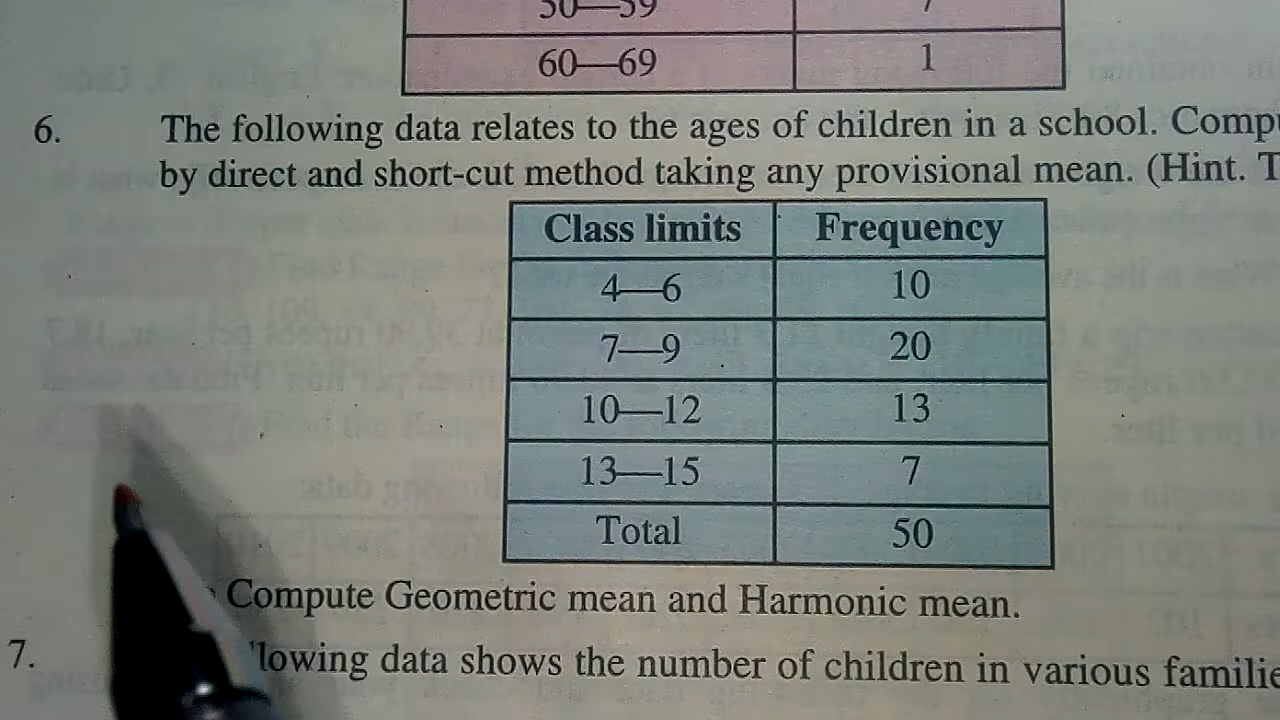 50—59 7
60—69 1
6. The following data relates to the ages of children in a school.
by direct and short-cut method taking any provisional mean. (Hint.
Class limits Frequency
4—6 10
7—9 20
10—12 13
13—15 7
Total 50
Compute Geometric mean and Harmonic mean.
7. lowing data shows the number of children in various